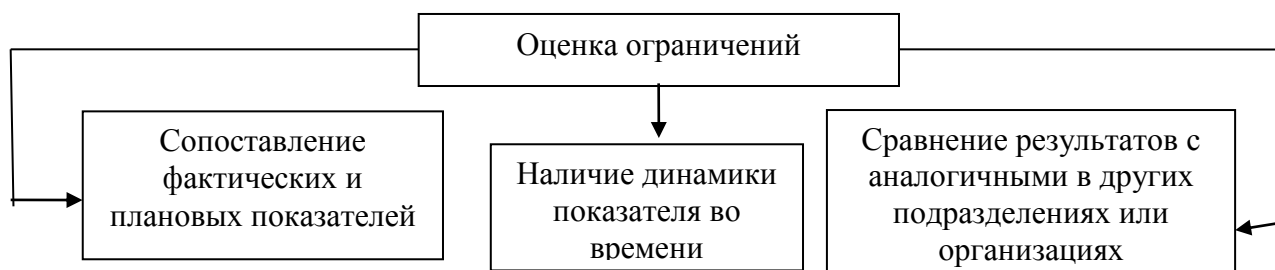 Оценка ограничений
Сопоставление
фактических и
плановых показателей
Наличие динамики
показателя во
времени
Сравнение результатов с
аналогичными в других
подразделениях или
организациях